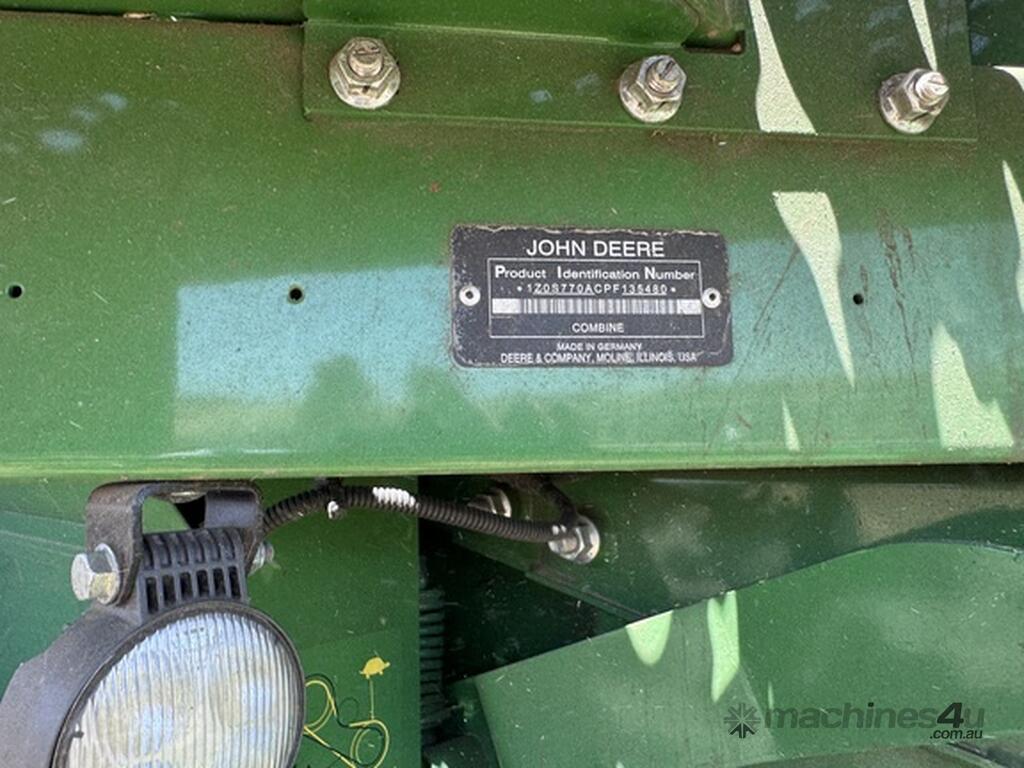 JOHN DEERE
Product Identification Number
*1Z0S770ACPF135480*
COMBINE
MADE IN GERMANY
DEERE & COMPANY, MOLINE, ILLINOIS, USA
machines4u
.com.au